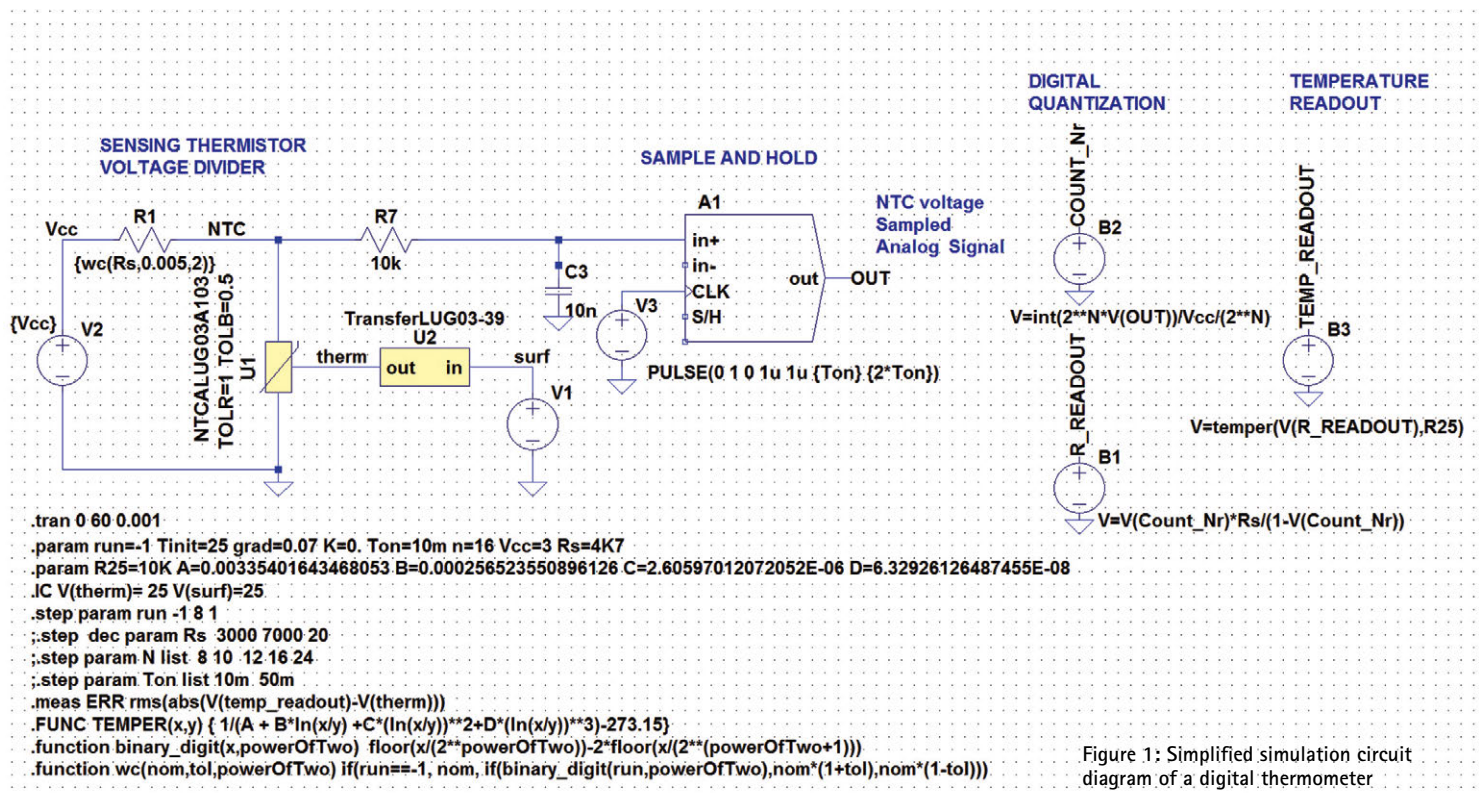 DIGITAL
QUANTIZATION
TEMPERATURE
READOUT
SENSING THERMISTOR
VOLTAGE DIVIDER
SAMPLE AND HOLD
COUNT_Nr
B2
V=int(2**N*V(OUT))/Vcc/(2**N)
TEMP_READOUT
B3
V=temper(V(R_READOUT),R25)
R_READOUT
B1
V=V(Count_Nr)*Rs/(1-V(Count_Nr))
Vcc
R1
NTC
{wc(Rs,0.005,2)}
R7
10k
A1
in+
in-
CLK
S/H
out
OUT
NTC voltage
Sampled
Analog Signal
C3
10n
V3
PULSE(0 1 0 1u 1u {Ton} {2*Ton})
{Vcc}
V2
NTCALUG03A103
TOLR=1 TOLB=0.5
U1
TransferLUG03-39
U2
therm
out
in
surf
V1
.tran 0 60 0.001
.param run=-1 Tinit=25 grad=0.07 K=0. Ton=10m n=16 Vcc=3 Rs=4K7
.param R25=10K A=0.00335401643468053 B=0.000256523550896126 C=2.60597012072052E-06 D=6.32926126487455E-08
.IC V(therm)= 25 V(surf)=25
.step param run -1 8 1
;.step dec param Rs 3000 7000 20
;.step param N list 8 10 12 16 24
;.step param Ton list 10m 50m
.meas ERR rms(abs(V(temp_readout)-V(therm)))
.FUNC TEMPER(x,y) { 1/(A + B*ln(x/y) +C*(ln(x/y))**2+D*(ln(x/y))**3)-273.15}
.function binary_digit(x,powerOfTwo) floor(x/(2**powerOfTwo))-2*floor(x/(2**(powerOfTwo+1)))
.function wc(nom,tol,powerOfTwo) if(run==-1, nom, if(binary_digit(run,powerOfTwo),nom*(1+tol),nom*(1-tol)))
Figure 1: Simplified simulation circuit
diagram of a digital thermometer